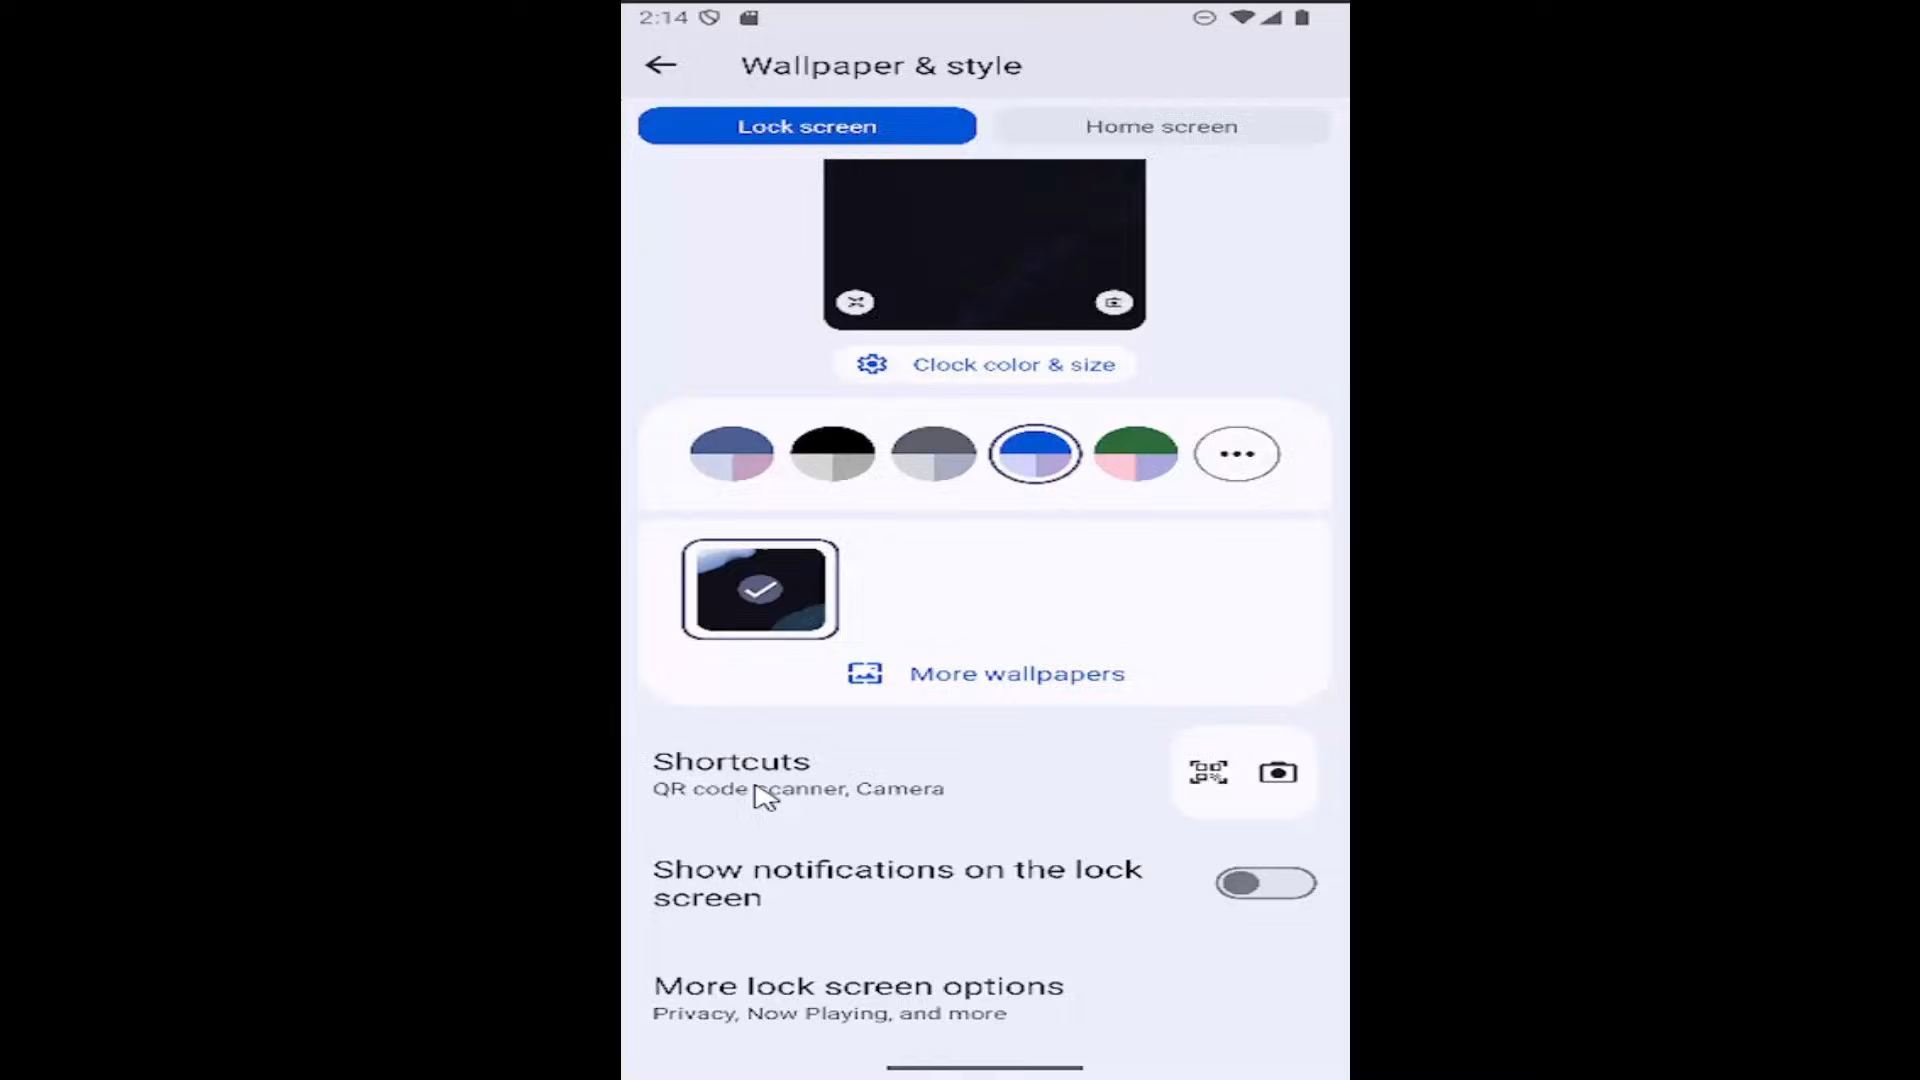 2:14
Wallpaper & style
Lock screen
Home screen
Clock color & size
More wallpapers
Shortcuts
QR code scanner, Camera
Show notifications on the lock
screen
More lock screen options
Privacy, Now Playing, and more